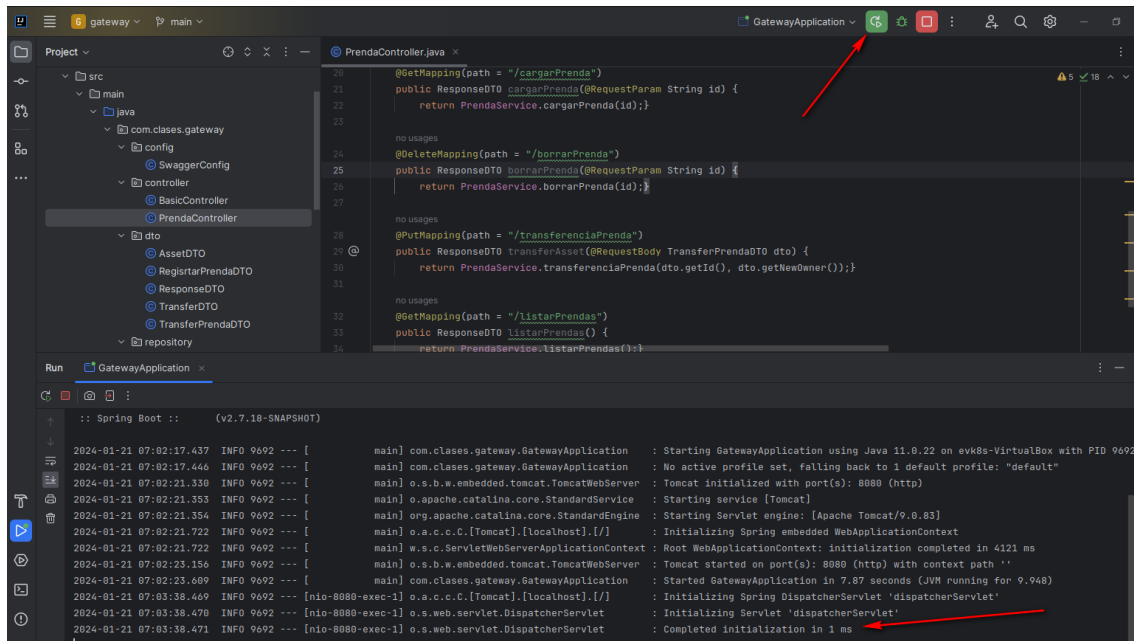 G gateway main GatewayApplication
Project
PrendaController.java
src
main
java
com.clases.gateway
config
SwaggerConfig
controller
BasicController
PrendaController
dto
AssetDTO
RegisrtarPrendaDTO
ResponseDTO
TransferDTO
TransferPrendaDTO
repository
5 18
20 @GetMapping(path = "/cargarPrenda")
21 public ResponseDTO cargarPrenda(@RequestParam String id) {
22 return PrendaService.cargarPrenda(id);}
23
no usages
24 @DeleteMapping(path = "/borrarPrenda")
25 public ResponseDTO borrarPrenda(@RequestParam String id) {
26 return PrendaService.borrarPrenda(id);}
27
no usages
28 @PutMapping(path = "/transferenciaPrenda")
29 public ResponseDTO transferAsset(@RequestBody TransferPrendaDTO dto) {
30 return PrendaService.transferenciaPrenda(dto.getId(), dto.getNewOwner());}
31
no usages
32 @GetMapping(path = "/listarPrendas")
33 public ResponseDTO listarPrendas() {
34 return PrendaService.listarPrendas();}
Run GatewayApplication
:: Spring Boot :: (v2.7.18-SNAPSHOT)
2024-01-21 07:02:17.437 INFO 9692 --- [ main] com.clases.gateway.GatewayApplication : Starting GatewayApplication using Java 11.0.22 on evk8s-VirtualBox with PID 9692
2024-01-21 07:02:17.446 INFO 9692 --- [ main] com.clases.gateway.GatewayApplication : No active profile set, falling back to 1 default profile: "default"
2024-01-21 07:02:21.330 INFO 9692 --- [ main] o.s.b.w.embedded.tomcat.TomcatWebServer : Tomcat initialized with port(s): 8080 (http)
2024-01-21 07:02:21.353 INFO 9692 --- [ main] o.apache.catalina.core.StandardService : Starting service [Tomcat]
2024-01-21 07:02:21.354 INFO 9692 --- [ main] org.apache.catalina.core.StandardEngine : Starting Servlet engine: [Apache Tomcat/9.0.83]
2024-01-21 07:02:21.722 INFO 9692 --- [ main] o.a.c.c.C.[Tomcat].[localhost].[/] : Initializing Spring embedded WebApplicationContext
2024-01-21 07:02:21.722 INFO 9692 --- [ main] w.s.c.ServletWebServerApplicationContext : Root WebApplicationContext: initialization completed in 4121 ms
2024-01-21 07:02:23.156 INFO 9692 --- [ main] o.s.b.w.embedded.tomcat.TomcatWebServer : Tomcat started on port(s): 8080 (http) with context path ''
2024-01-21 07:02:23.609 INFO 9692 --- [ main] com.clases.gateway.GatewayApplication : Started GatewayApplication in 7.87 seconds (JVM running for 9.948)
2024-01-21 07:03:38.469 INFO 9692 --- [nio-8080-exec-1] o.a.c.c.C.[Tomcat].[localhost].[/] : Initializing Spring DispatcherServlet 'dispatcherServlet'
2024-01-21 07:03:38.470 INFO 9692 --- [nio-8080-exec-1] o.s.web.servlet.DispatcherServlet : Initializing Servlet 'dispatcherServlet'
2024-01-21 07:03:38.471 INFO 9692 --- [nio-8080-exec-1] o.s.web.servlet.DispatcherServlet : Completed initialization in 1 ms